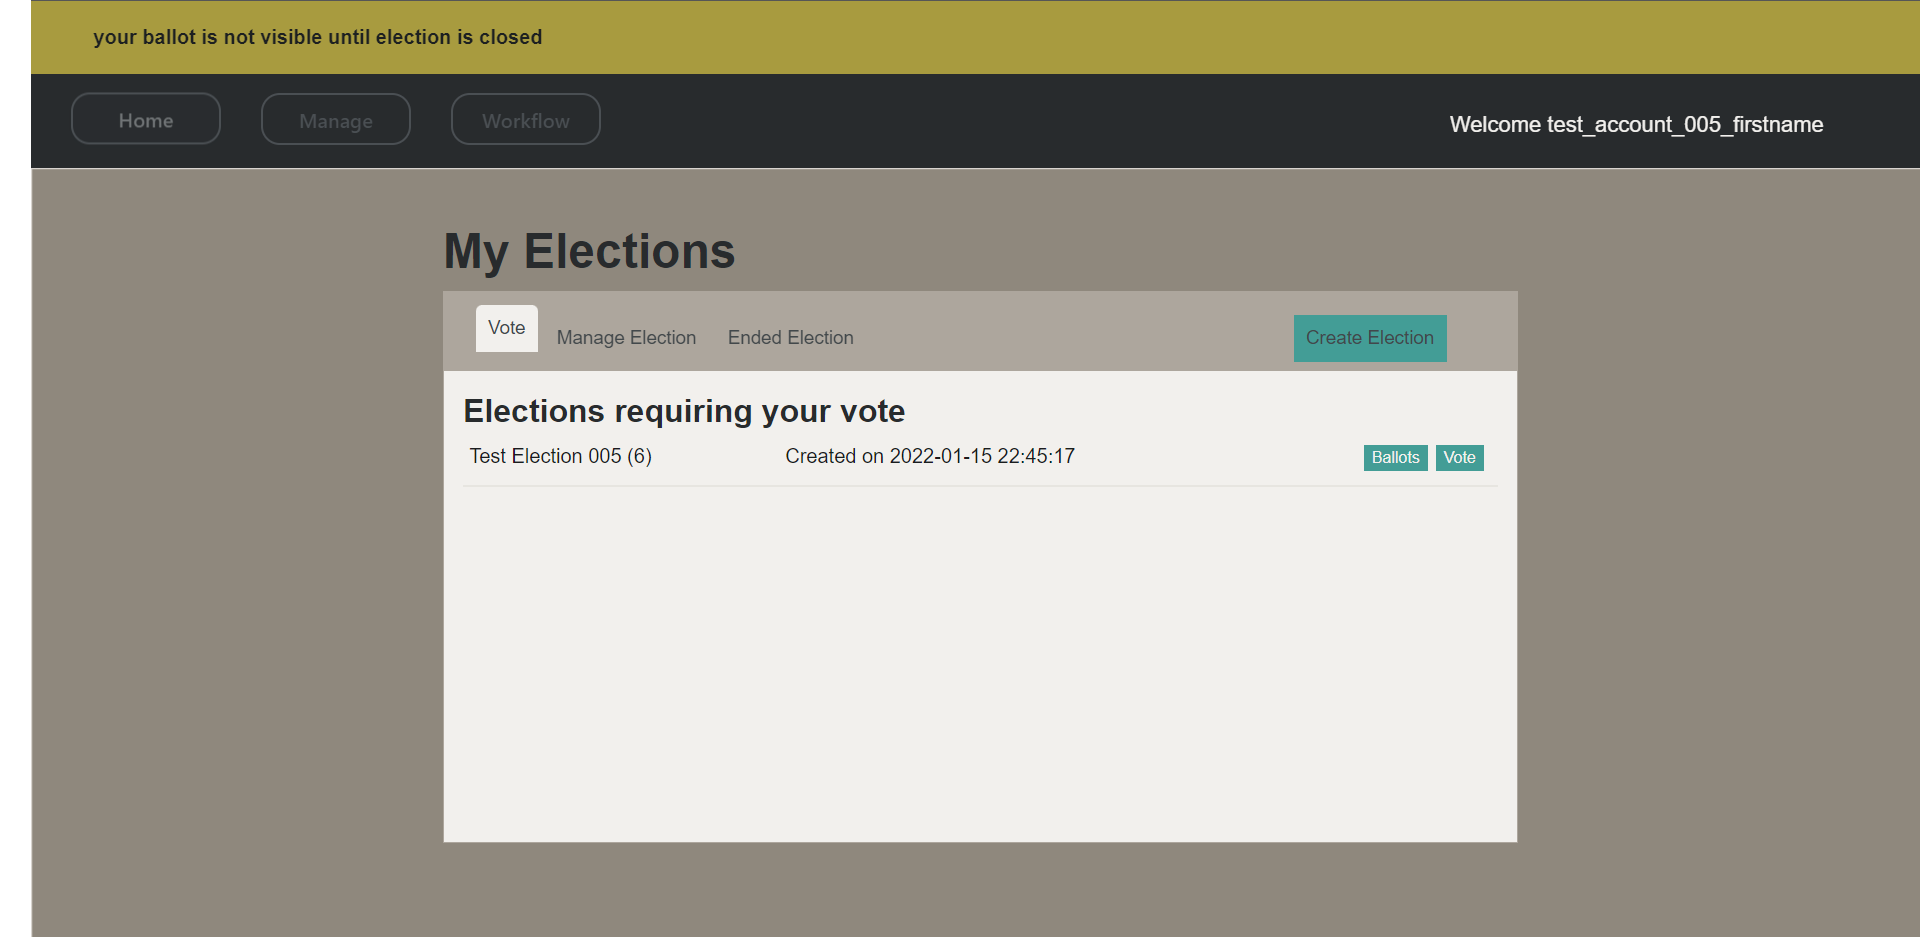 your ballot is not visible until election is closed
Home Manage Workflow Welcome test_account_005_firstname
My Elections
Vote Manage Election Ended Election Create Election
Elections requiring your vote
Test Election 005 (6) Created on 2022-01-15 22:45:17 Ballots Vote